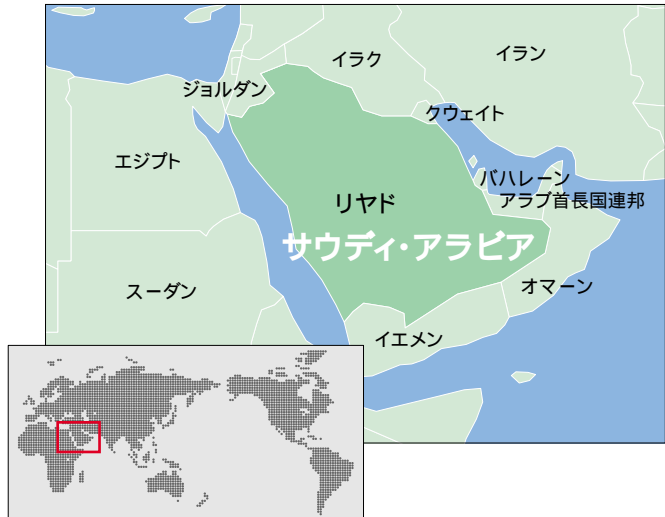 イラク
イラン
ジョルダン
クウェイト
エジプト
バハレーン
アラブ首長国連邦
リヤド
サウディ・アラビア
スーダン
オマーン
イエメン